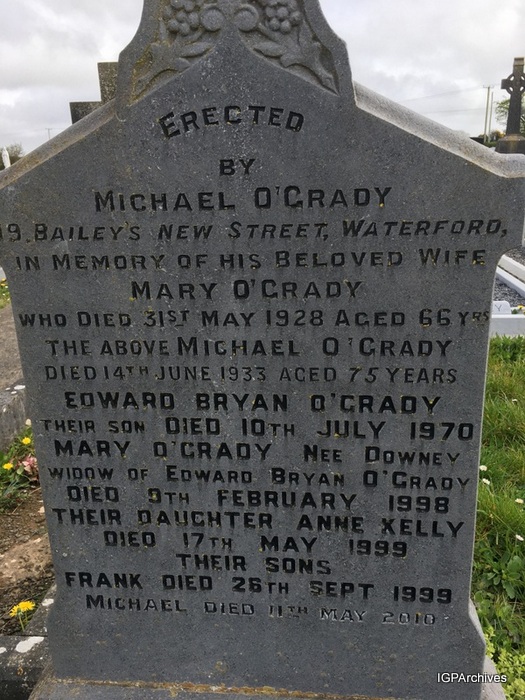 ERECTED
BY
MICHAEL O'GRADY
19. BAILEY'S NEW STREET, WATERFORD,
IN MEMORY OF HIS BELOVED WIFE
MARY O'GRADY
WHO DIED 31ST MAY 1928 AGED 66 YRS
THE ABOVE MICHAEL O'GRADY
DIED 14TH JUNE 1933 AGED 75 YEARS
EDWARD BRYAN O'GRADY
THEIR SON DIED 10TH JULY 1970
MARY O'GRADY NEE DOWNEY
WIDOW OF EDWARD BRYAN O'GRADY
DIED 9TH FEBRUARY 1998
THEIR DAUGHTER ANNE KELLY
DIED 17TH MAY 1999
THEIR SONS
FRANK DIED 26TH SEPT 1999
MICHAEL DIED 11TH MAY 2010
IGPArchives